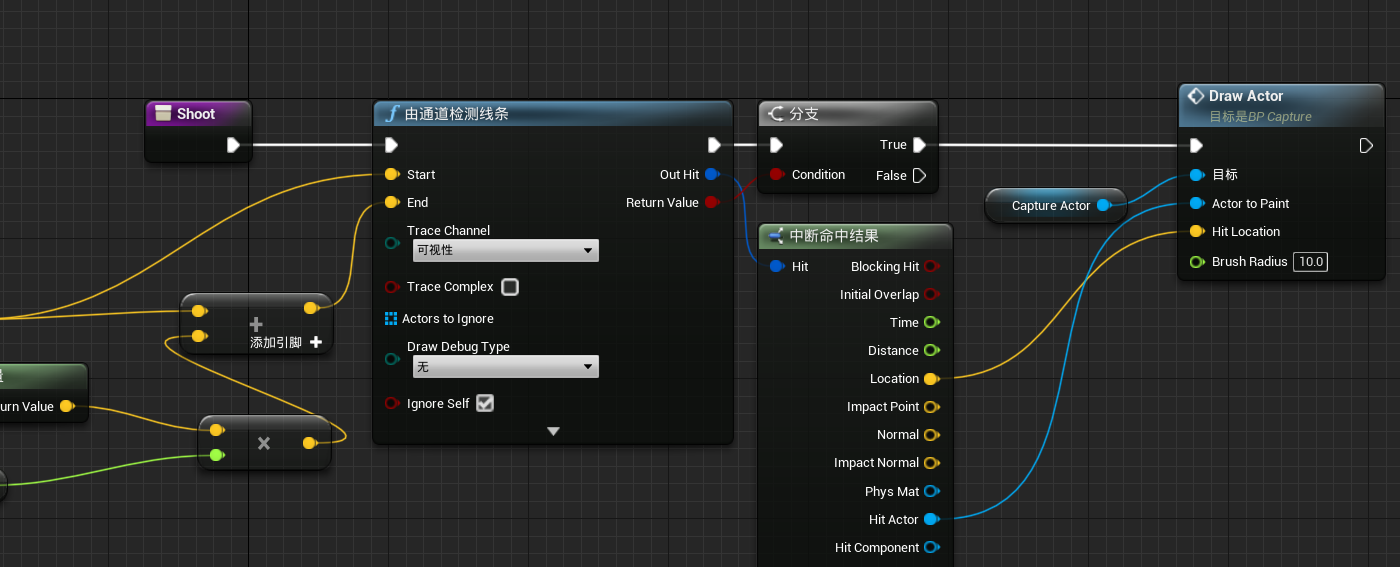 Shoot
由通道检测线条
Start
End
Trace Channel
可视性
Trace Complex
Actors to Ignore
Draw Debug Type
无
Ignore Self
Out Hit
Return Value
添加引脚
urn Value
分支
Condition
True
False
中断命中结果
Hit
Blocking Hit
Initial Overlap
Time
Distance
Location
Impact Point
Normal
Impact Normal
Phys Mat
Hit Actor
Hit Component
Capture Actor
Draw Actor
目标是BP Capture
目标
Actor to Paint
Hit Location
Brush Radius 10.0